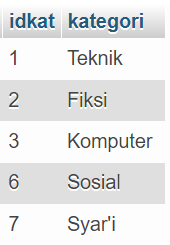 idkat kategori
1 Teknik
2 Fiksi
3 Komputer
6 Sosial
7 Syar'i